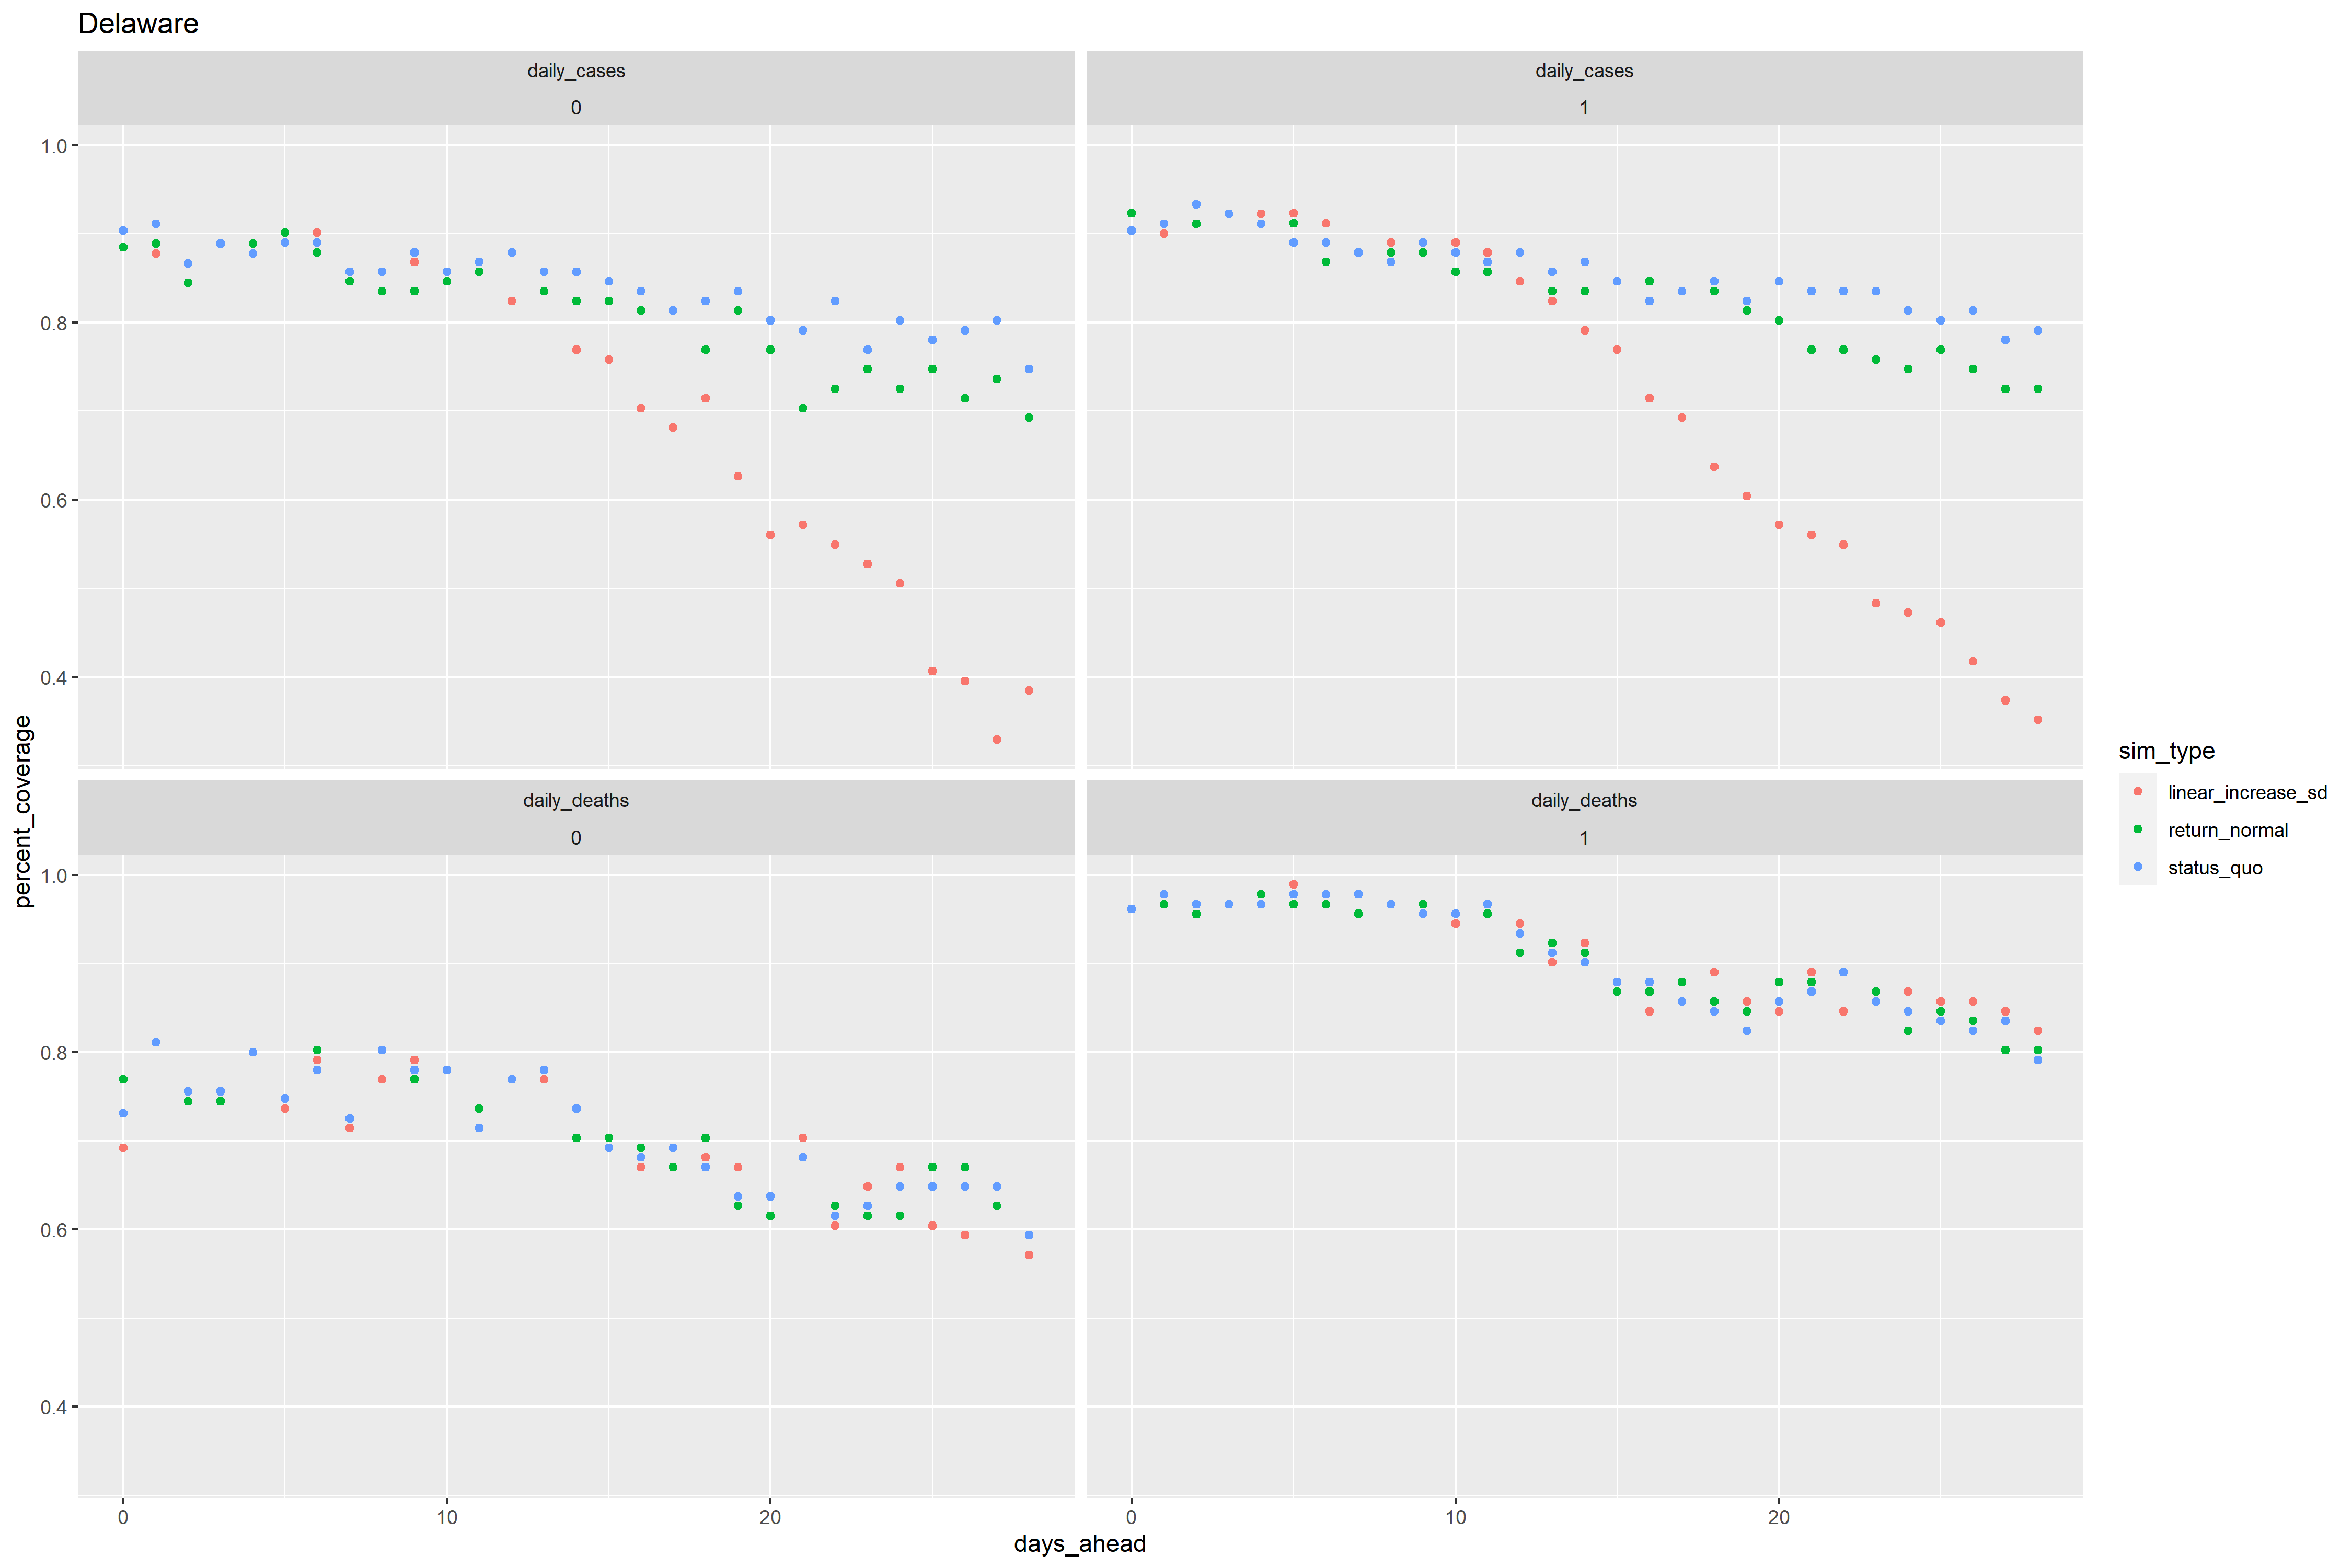 Delaware
daily_cases
0
daily_cases
1
1.0
0.8
0.6
0.4
daily_deaths
0
daily_deaths
1
1.0
0.8
0.6
0.4
0
10
20
0
10
20
days_ahead
percent_coverage
sim_type
linear_increase_sd
return_normal
status_quo